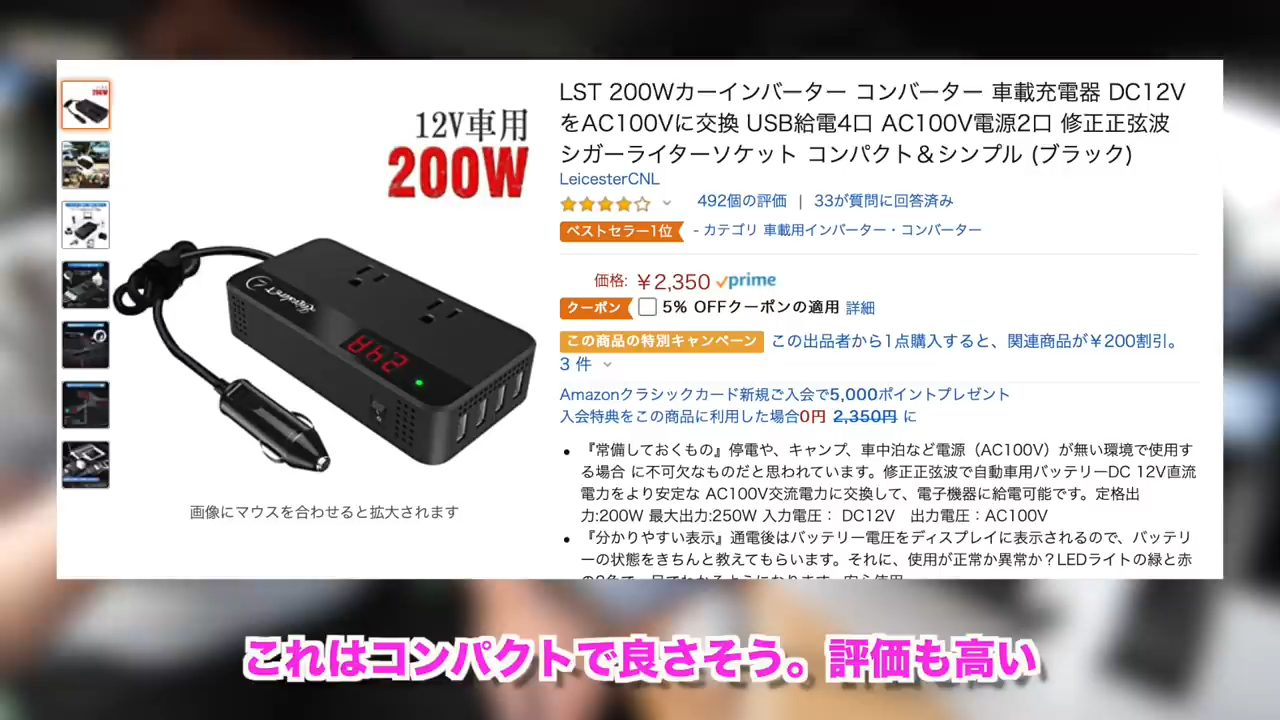 12V車用
200W
画像にマウスを合わせると拡大されます
LST 200Wカーインバーター コンバーター 車載充電器 DC12V
をAC100Vに交換 USB給電4口 AC100V電源2口 修正正弦波
シガーライターソケット コンパクト＆シンプル (ブラック)
LeicesterCNL
492個の評価 | 33が質問に回答済み
ベストセラー1位 - カテゴリ 車載用インバーター・コンバーター
価格: ￥2,350 prime
クーポン 5% OFFクーポンの適用 詳細
この商品の特別キャンペーン この出品者から1点購入すると、関連商品が￥200割引。
3 件
Amazonクラシックカード新規ご入会で5,000ポイントプレゼント
入会特典をこの商品に利用した場合0円 2,350円 に
• 『常備しておくもの』停電や、キャンプ、車中泊など電源（AC100V）が無い環境で使用す
る場合 に不可欠なものだと思われています。修正正弦波で自動車用バッテリーDC 12V直流
電力をより安定な AC100V交流電力に交換して、電子機器に給電可能です。定格出
力:200W 最大出力:250W 入力電圧： DC12V　出力電圧：AC100V
• 『分かりやすい表示』通電後はバッテリー電圧をディスプレイに表示されるので、バッテリ
ーの状態をきちんと教えてもらいます。それに、使用が正常か異常か？LEDライトの緑と赤
これはコンパクトで良さそう。評価も高い